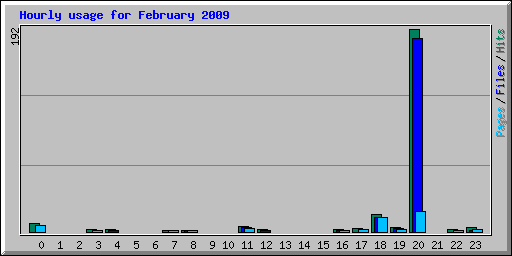 Hourly usage for February 2009
192
Pages/Files/Hits
0 1 2 3 4 5 6 7 8 9 10 11 12 13 14 15 16 17 18 19 20 21 22 23